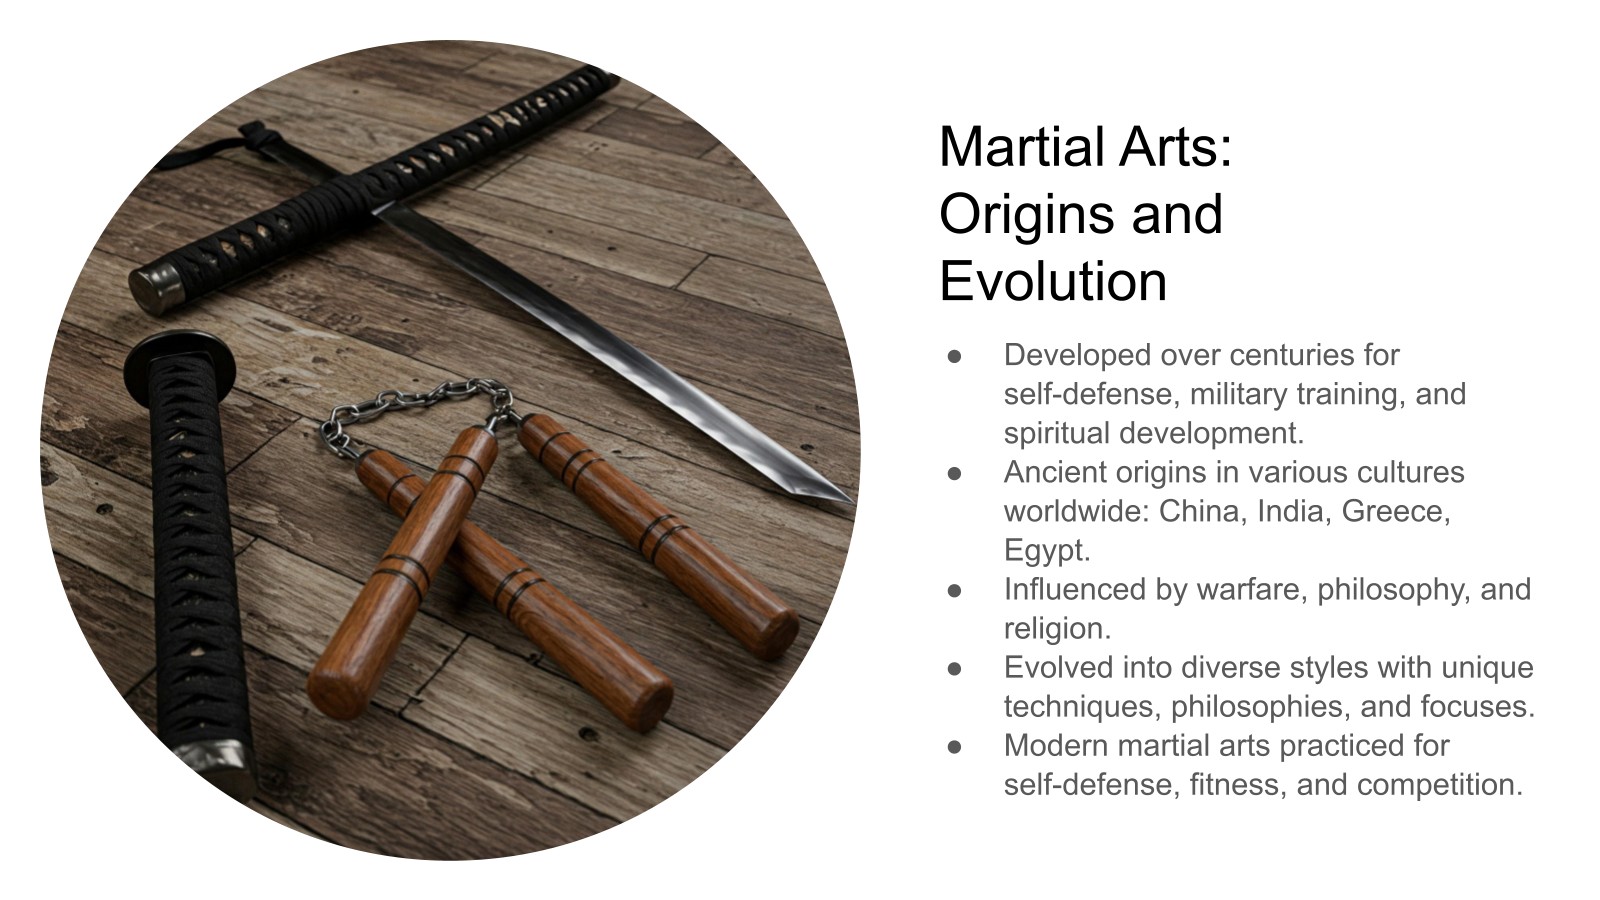 Martial Arts:
Origins and
Evolution
● Developed over centuries for
self-defense, military training, and
spiritual development.
● Ancient origins in various cultures
worldwide: China, India, Greece,
Egypt.
● Influenced by warfare, philosophy, and
religion.
● Evolved into diverse styles with unique
techniques, philosophies, and focuses.
● Modern martial arts practiced for
self-defense, fitness, and competition.